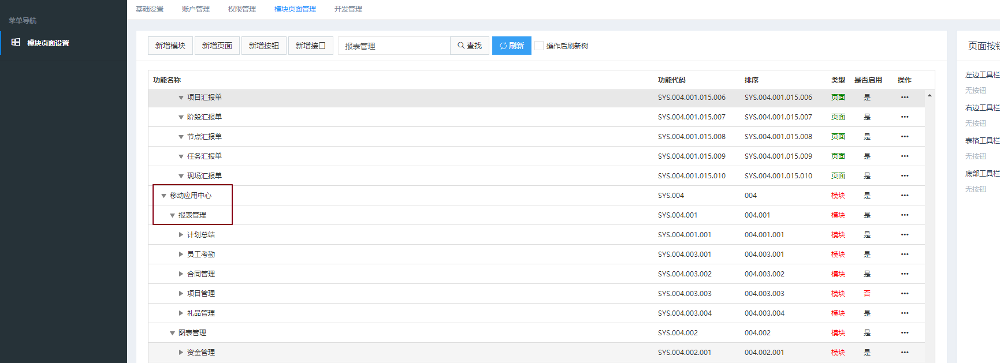 基础设置 账户管理 权限管理 模块页面管理 开发管理
菜单导航
模块页面设置
新增模块 新增页面 新增按钮 新增接口 报表管理 查找 刷新 操作后刷新树
功能名称 功能代码 排序 类型 是否启用 操作
项目汇报单 SYS.004.001.015.006 SYS.004.001.015.006 页面 是 •••
阶段汇报单 SYS.004.001.015.007 SYS.004.001.015.007 页面 是 •••
节点汇报单 SYS.004.001.015.008 SYS.004.001.015.008 页面 是 •••
任务汇报单 SYS.004.001.015.009 SYS.004.001.015.009 页面 是 •••
现场汇报单 SYS.004.001.015.010 SYS.004.001.015.010 页面 是 •••
移动应用中心 SYS.004 004 模块 是 •••
报表管理 SYS.004.001 004.001 模块 是 •••
计划总结 SYS.004.001.001 004.001.001 模块 是 •••
员工考勤 SYS.004.003.001 004.003.001 模块 是 •••
合同管理 SYS.004.003.002 004.003.002 模块 是 •••
项目管理 SYS.004.003.003 004.003.003 模块 否 •••
礼品管理 SYS.004.003.004 004.003.004 模块 是 •••
图表管理 SYS.004.002 004.002 模块 是 •••
资金管理 SYS.004.002.001 004.002.001 模块 是 •••
页面按钮
左边工具栏
无按钮
右边工具栏
无按钮
表格工具栏
无按钮
底部工具栏
无按钮